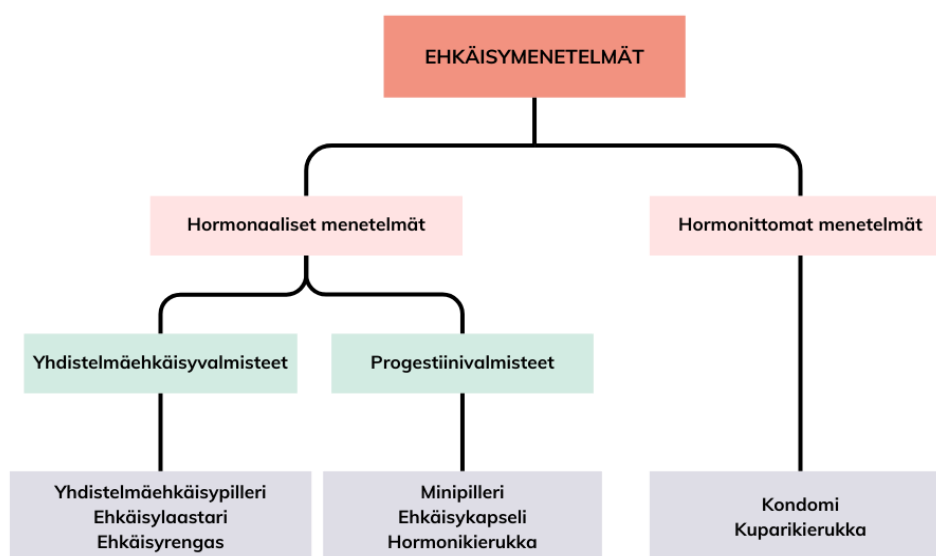 EHKÄISYMENETELMÄT
Hormonaaliset menetelmät
Hormonittomat menetelmät
Yhdistelmäehkäisyvalmisteet
Progestiinivalmisteet
Yhdistelmäehkäisypilleri
Ehkäisylaastari
Ehkäisyrengas
Minipilleri
Ehkäisykapseli
Hormonikierukka
Kondomi
Kuparikierukka